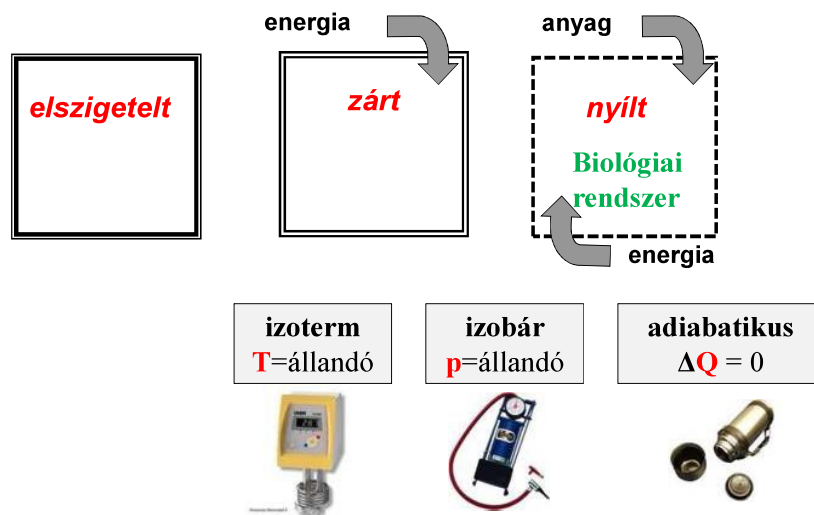 energia
anyag
elszigetelt
zárt
nyílt
Biológiai
rendszer
energia
izoterm
T=állandó
izobár
p=állandó
adiabatikus
ΔQ = 0